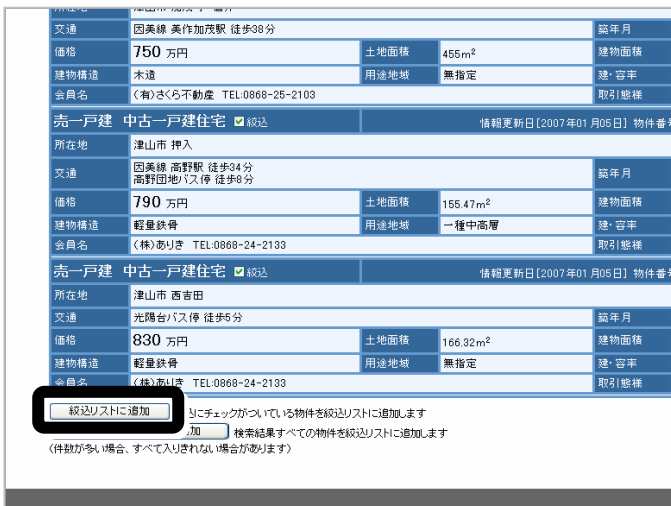 交通 因美線 美作加茂駅 徒歩38分 築年月
価格 750 万円 土地面積 455m² 建物面積
建物構造 木造 用途地域 無指定 建・容率
会員名 (有)さくら不動産 TEL:0868-25-2103 取引態様
売一戸建 中古一戸建住宅 絞込 情報更新日[2007年01月05日] 物件番号
所在地 津山市 押入
交通 因美線 高野駅 徒歩34分
高野団地バス停 徒歩8分 築年月
価格 790 万円 土地面積 155.47m² 建物面積
建物構造 軽量鉄骨 用途地域 一種中高層 建・容率
会員名 (株)ありき TEL:0868-24-2133 取引態様
売一戸建 中古一戸建住宅 絞込 情報更新日[2007年01月05日] 物件番号
所在地 津山市 西吉田
交通 光陽台バス停 徒歩5分 築年月
価格 830 万円 土地面積 166.32m² 建物面積
建物構造 軽量鉄骨 用途地域 無指定 建・容率
会員名 (株)ありき TEL:0868-24-2133 取引態様
絞込リストに追加 にチェックがついている物件を絞込リストに追加します
加 検索結果すべての物件を絞込リストに追加します
(件数が多い場合、すべて入りきれない場合があります)